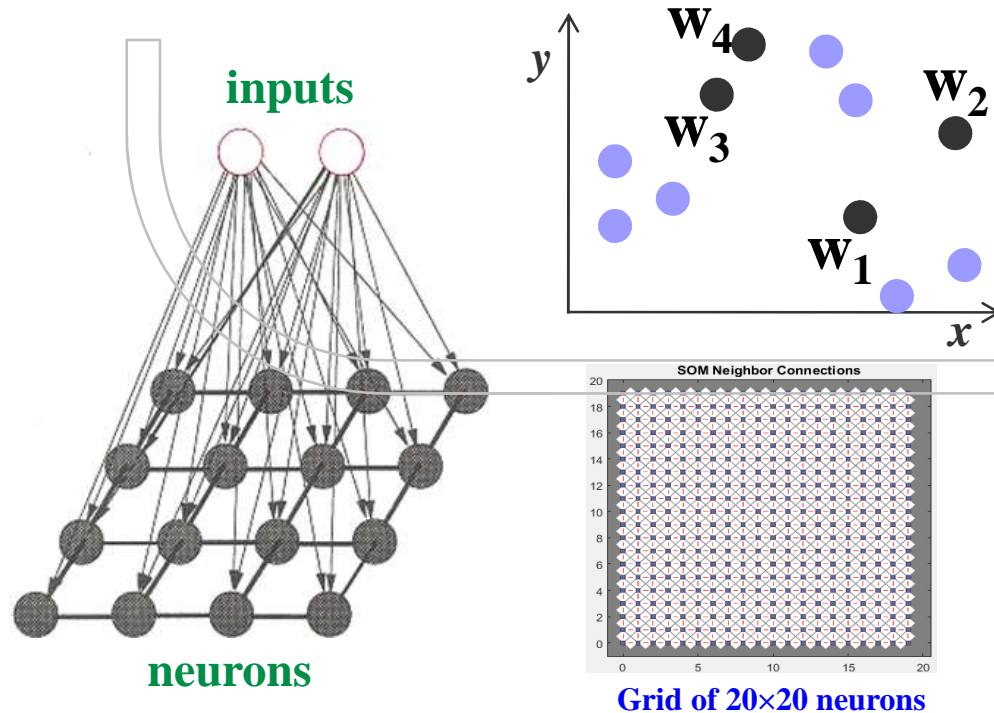 inputs
neurons
y
w4
w3
w2
w1
x
SOM Neighbor Connections
20
18
16
14
12
10
8
6
4
2
0
0 5 10 15 20
Grid of 20×20 neurons